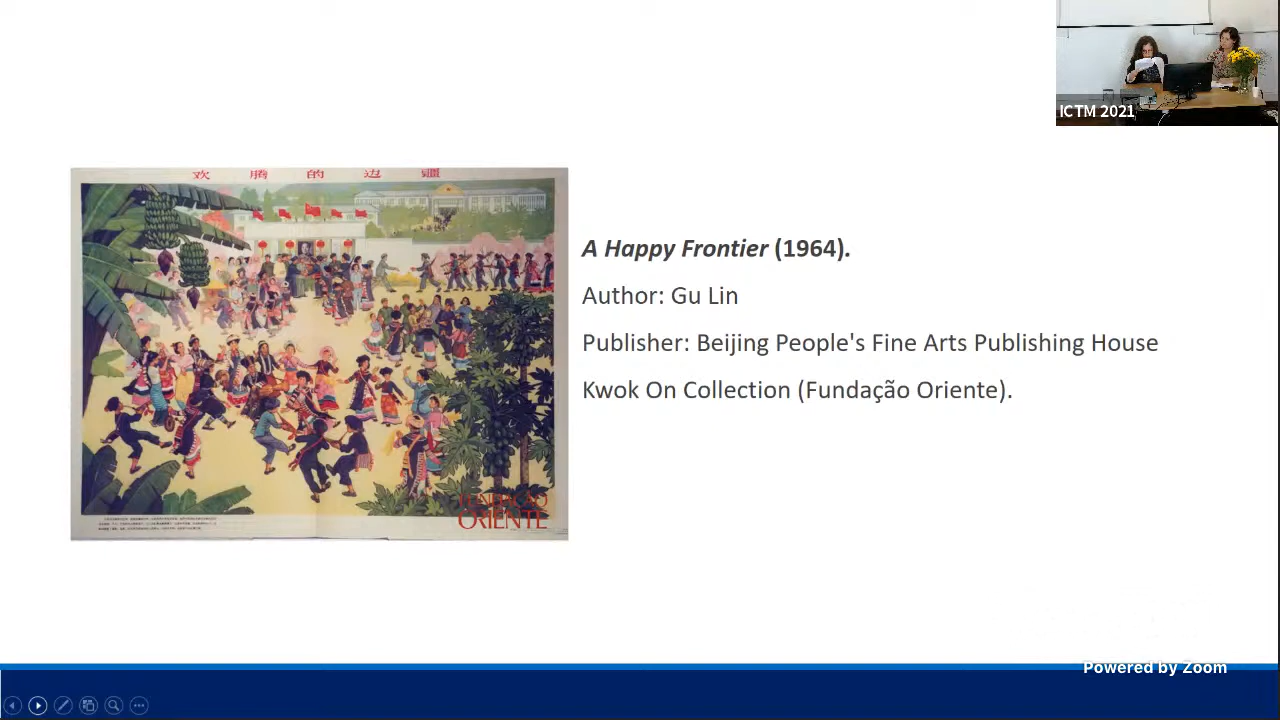 ICTM 2021
欢腾的边疆
FUNDAÇÃO
ORIENTE
A Happy Frontier (1964).
Author: Gu Lin
Publisher: Beijing People's Fine Arts Publishing House
Kwok On Collection (Fundação Oriente).
Powered by Zoom